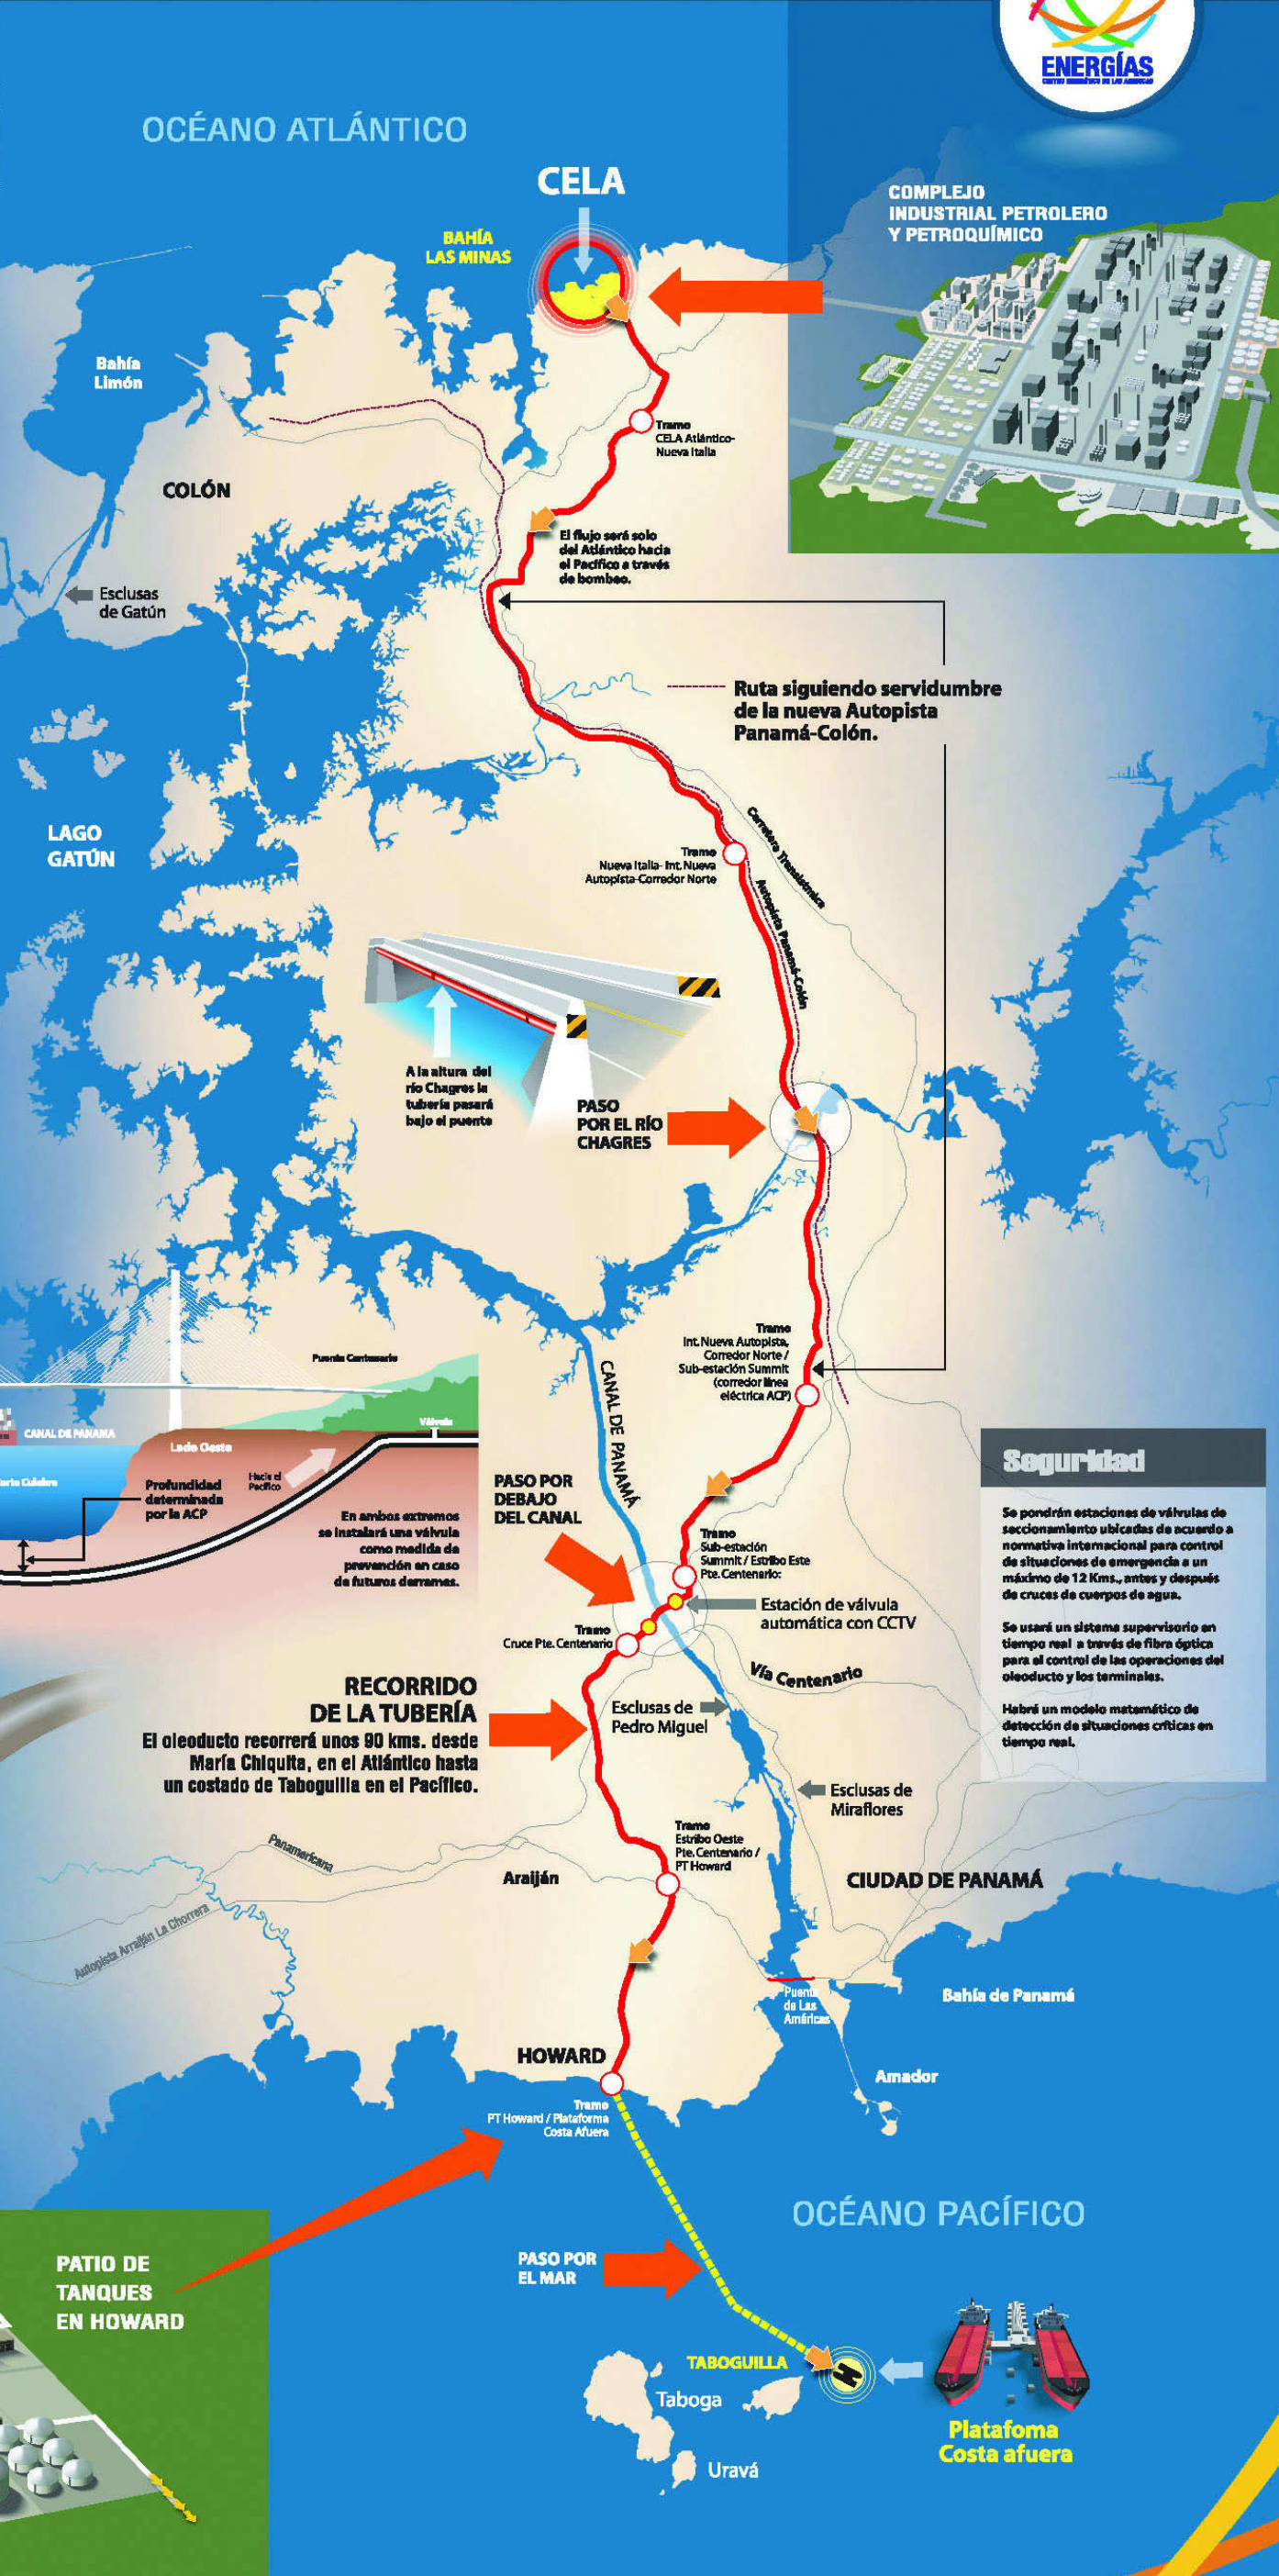 ENERGÍAS
CENTRO ENERGÉTICO DE LAS AMÉRICAS
OCÉANO ATLÁNTICO
CELA
BAHÍA
LAS MINAS
COMPLEJO
INDUSTRIAL PETROLERO
Y PETROQUÍMICO
Bahía
Limón
Tramo
CELA Atlántico-
Nueva Italia
COLÓN
El flujo será solo
del Atlántico hacia
el Pacífico a través
de bombeo.
Esclusas
de Gatún
Ruta siguiendo servidumbre
de la nueva Autopista
Panamá-Colón.
LAGO
GATÚN
Carretera Transístmica
Tramo
Nueva Italia- Int. Nueva
Autopista-Corredor Norte
Autopista Panamá-Colón
A la altura del
río Chagres la
tubería pasará
bajo el puente
PASO
POR EL RÍO
CHAGRES
Tramo
Int. Nueva Autopista,
Corredor Norte /
Sub-estación Summit
(corredor línea
eléctrica ACP)
Puente Centenario
CANAL DE PANAMÁ
CANAL DE PANAMA
Válvula
Lado Oeste
Culebra
Profundidad
determinada
por la ACP
Hacia el
Pacífico
En ambos extremos
se instalará una válvula
como medida de
prevención en caso
de futuros derrames.
PASO POR
DEBAJO
DEL CANAL
Seguridad
Se pondrán estaciones de válvulas de
seccionamiento ubicadas de acuerdo a
normativa internacional para control
de situaciones de emergencia a un
máximo de 12 Kms., antes y después
de cruces de cuerpos de agua.
Se usará un sistema supervisorio en
tiempo real a través de fibra óptica
para el control de las operaciones del
oleoducto y los terminales.
Habrá un modelo matemático de
detección de situaciones críticas en
tiempo real.
Tramo
Sub-estación
Summit / Estribo Este
Pte. Centenario:
Estación de válvula
automática con CCTV
Tramo
Cruce Pte. Centenario
Vía Centenario
RECORRIDO
DE LA TUBERÍA
El oleoducto recorrerá unos 90 kms. desde
María Chiquita, en el Atlántico hasta
un costado de Taboguilla en el Pacífico.
Esclusas de
Pedro Miguel
Esclusas de
Miraflores
Tramo
Estribo Oeste
Pte. Centenario /
PT Howard
Panamericana
Araiján
CIUDAD DE PANAMÁ
Autopista Arraiján La Chorrera
Puente
de Las
Américas
Bahía de Panamá
HOWARD
Amador
Tramo
PT Howard / Plataforma
Costa Afuera
OCÉANO PACÍFICO
PATIO DE
TANQUES
EN HOWARD
PASO POR
EL MAR
TABOGUILLA
Taboga
Platafoma
Costa afuera
Uravá